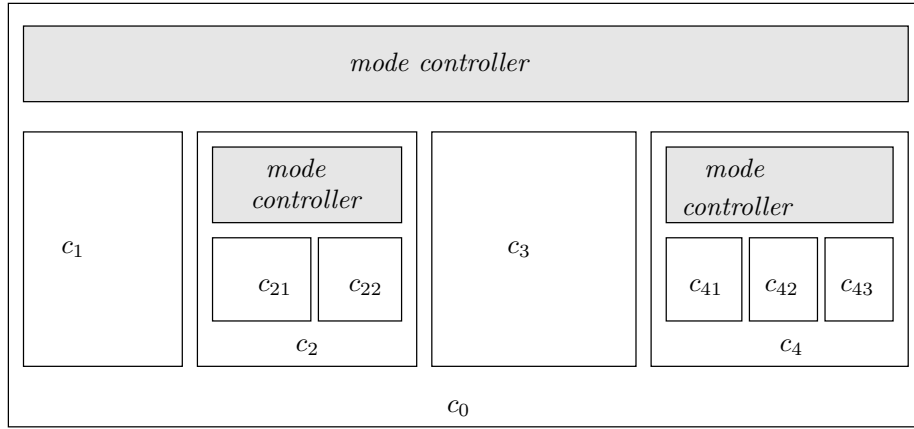 mode controller
c₁
mode
controller
c₂₁
c₂₂
c₂
c₃
mode
controller
c₄₁
c₄₂
c₄₃
c₄
c₀